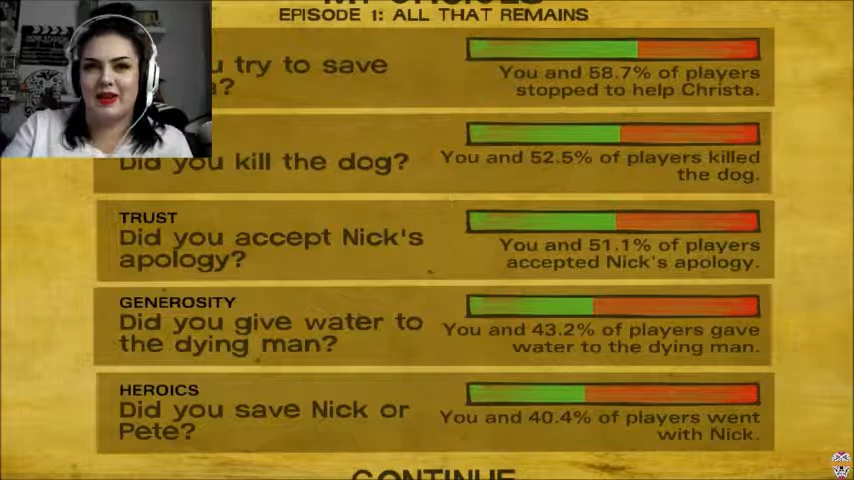 EPISODE 1: ALL THAT REMAINS
u try to save
?
You and 58.7% of players
stopped to help Christa.
Did you kill the dog?
You and 52.5% of players killed
the dog.
TRUST
Did you accept Nick's
apology?
You and 51.1% of players
accepted Nick's apology.
GENEROSITY
Did you give water to
the dying man?
You and 43.2% of players gave
water to the dying man.
HEROICS
Did you save Nick or
Pete?
You and 40.4% of players went
with Nick.
CONTINUE